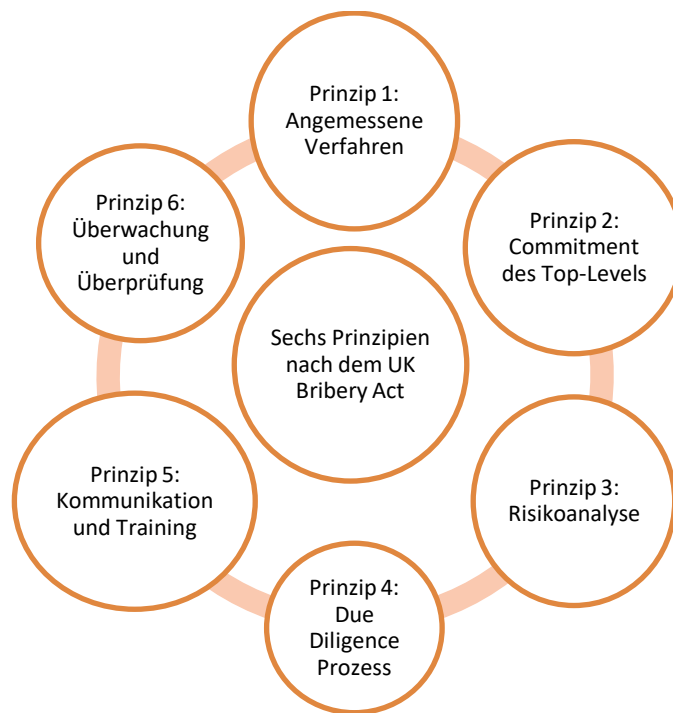 Prinzip 1:
Angemessene
Verfahren
Prinzip 2:
Commitment
des Top-Levels
Prinzip 3:
Risikoanalyse
Prinzip 4:
Due
Diligence
Prozess
Prinzip 5:
Kommunikation
und Training
Prinzip 6:
Überwachung
und
Überprüfung
Sechs Prinzipien
nach dem UK
Bribery Act